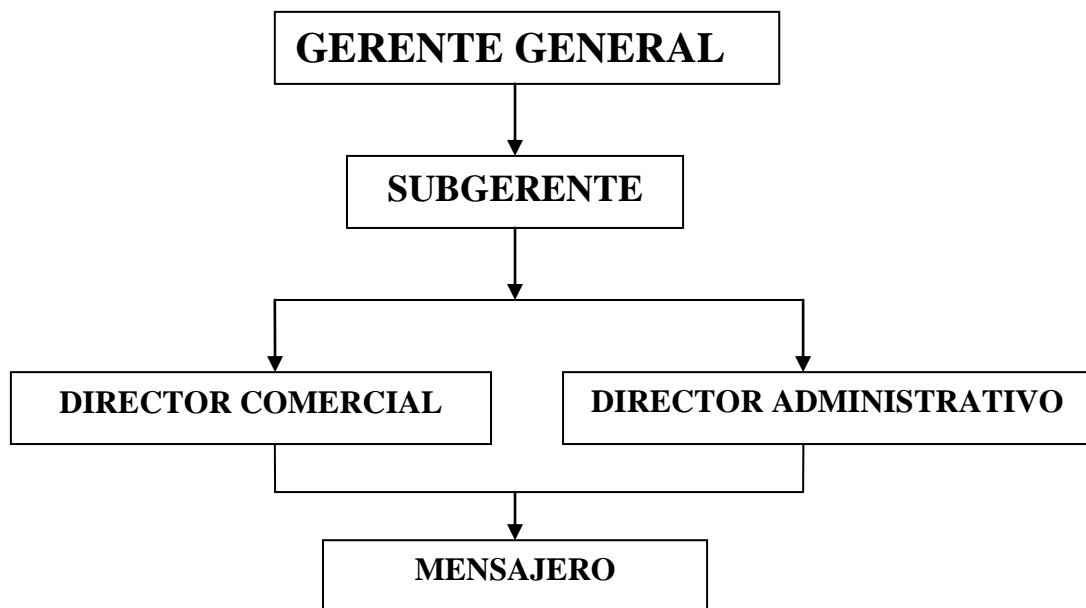 GERENTE GENERAL
SUBGERENTE
DIRECTOR COMERCIAL
DIRECTOR ADMINISTRATIVO
MENSAJERO